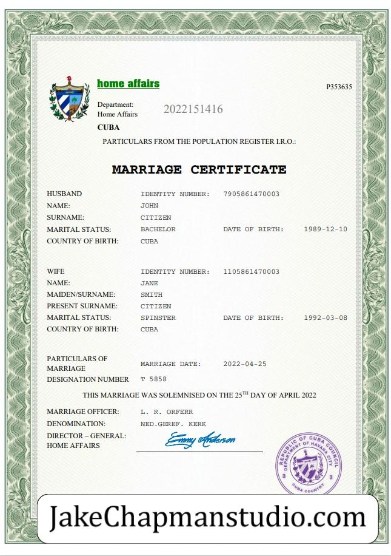 home affairs
P353635
Department:
Home Affairs
2022151416
CUBA
PARTICULARS FROM THE POPULATION REGISTER I.R.O.:
MARRIAGE CERTIFICATE
HUSBAND IDENTITY NUMBER: 7905861470003
NAME: JOHN
SURNAME: CITIZEN
MARITAL STATUS: BACHELOR DATE OF BIRTH: 1989-12-10
COUNTRY OF BIRTH: CUBA
WIFE IDENTITY NUMBER: 1105861470003
NAME: JANE
MAIDEN/SURNAME: SMITH
PRESENT SURNAME: CITIZEN
MARITAL STATUS: SPINSTER DATE OF BIRTH: 1992-03-08
COUNTRY OF BIRTH: CUBA
PARTICULARS OF
MARRIAGE MARRIAGE DATE: 2022-04-25
DESIGNATION NUMBER T 5858
THIS MARRIAGE WAS SOLEMNISED ON THE 25TH DAY OF APRIL 2022
MARRIAGE OFFICER: L. R. ORFERR
DENOMINATION: NED.GEREF. KERK
DIRECTOR – GENERAL: Emmy Anderson
HOME AFFAIRS
REPUBLIC OF CUBA COUNCIL
JakeChapmanstudio.com